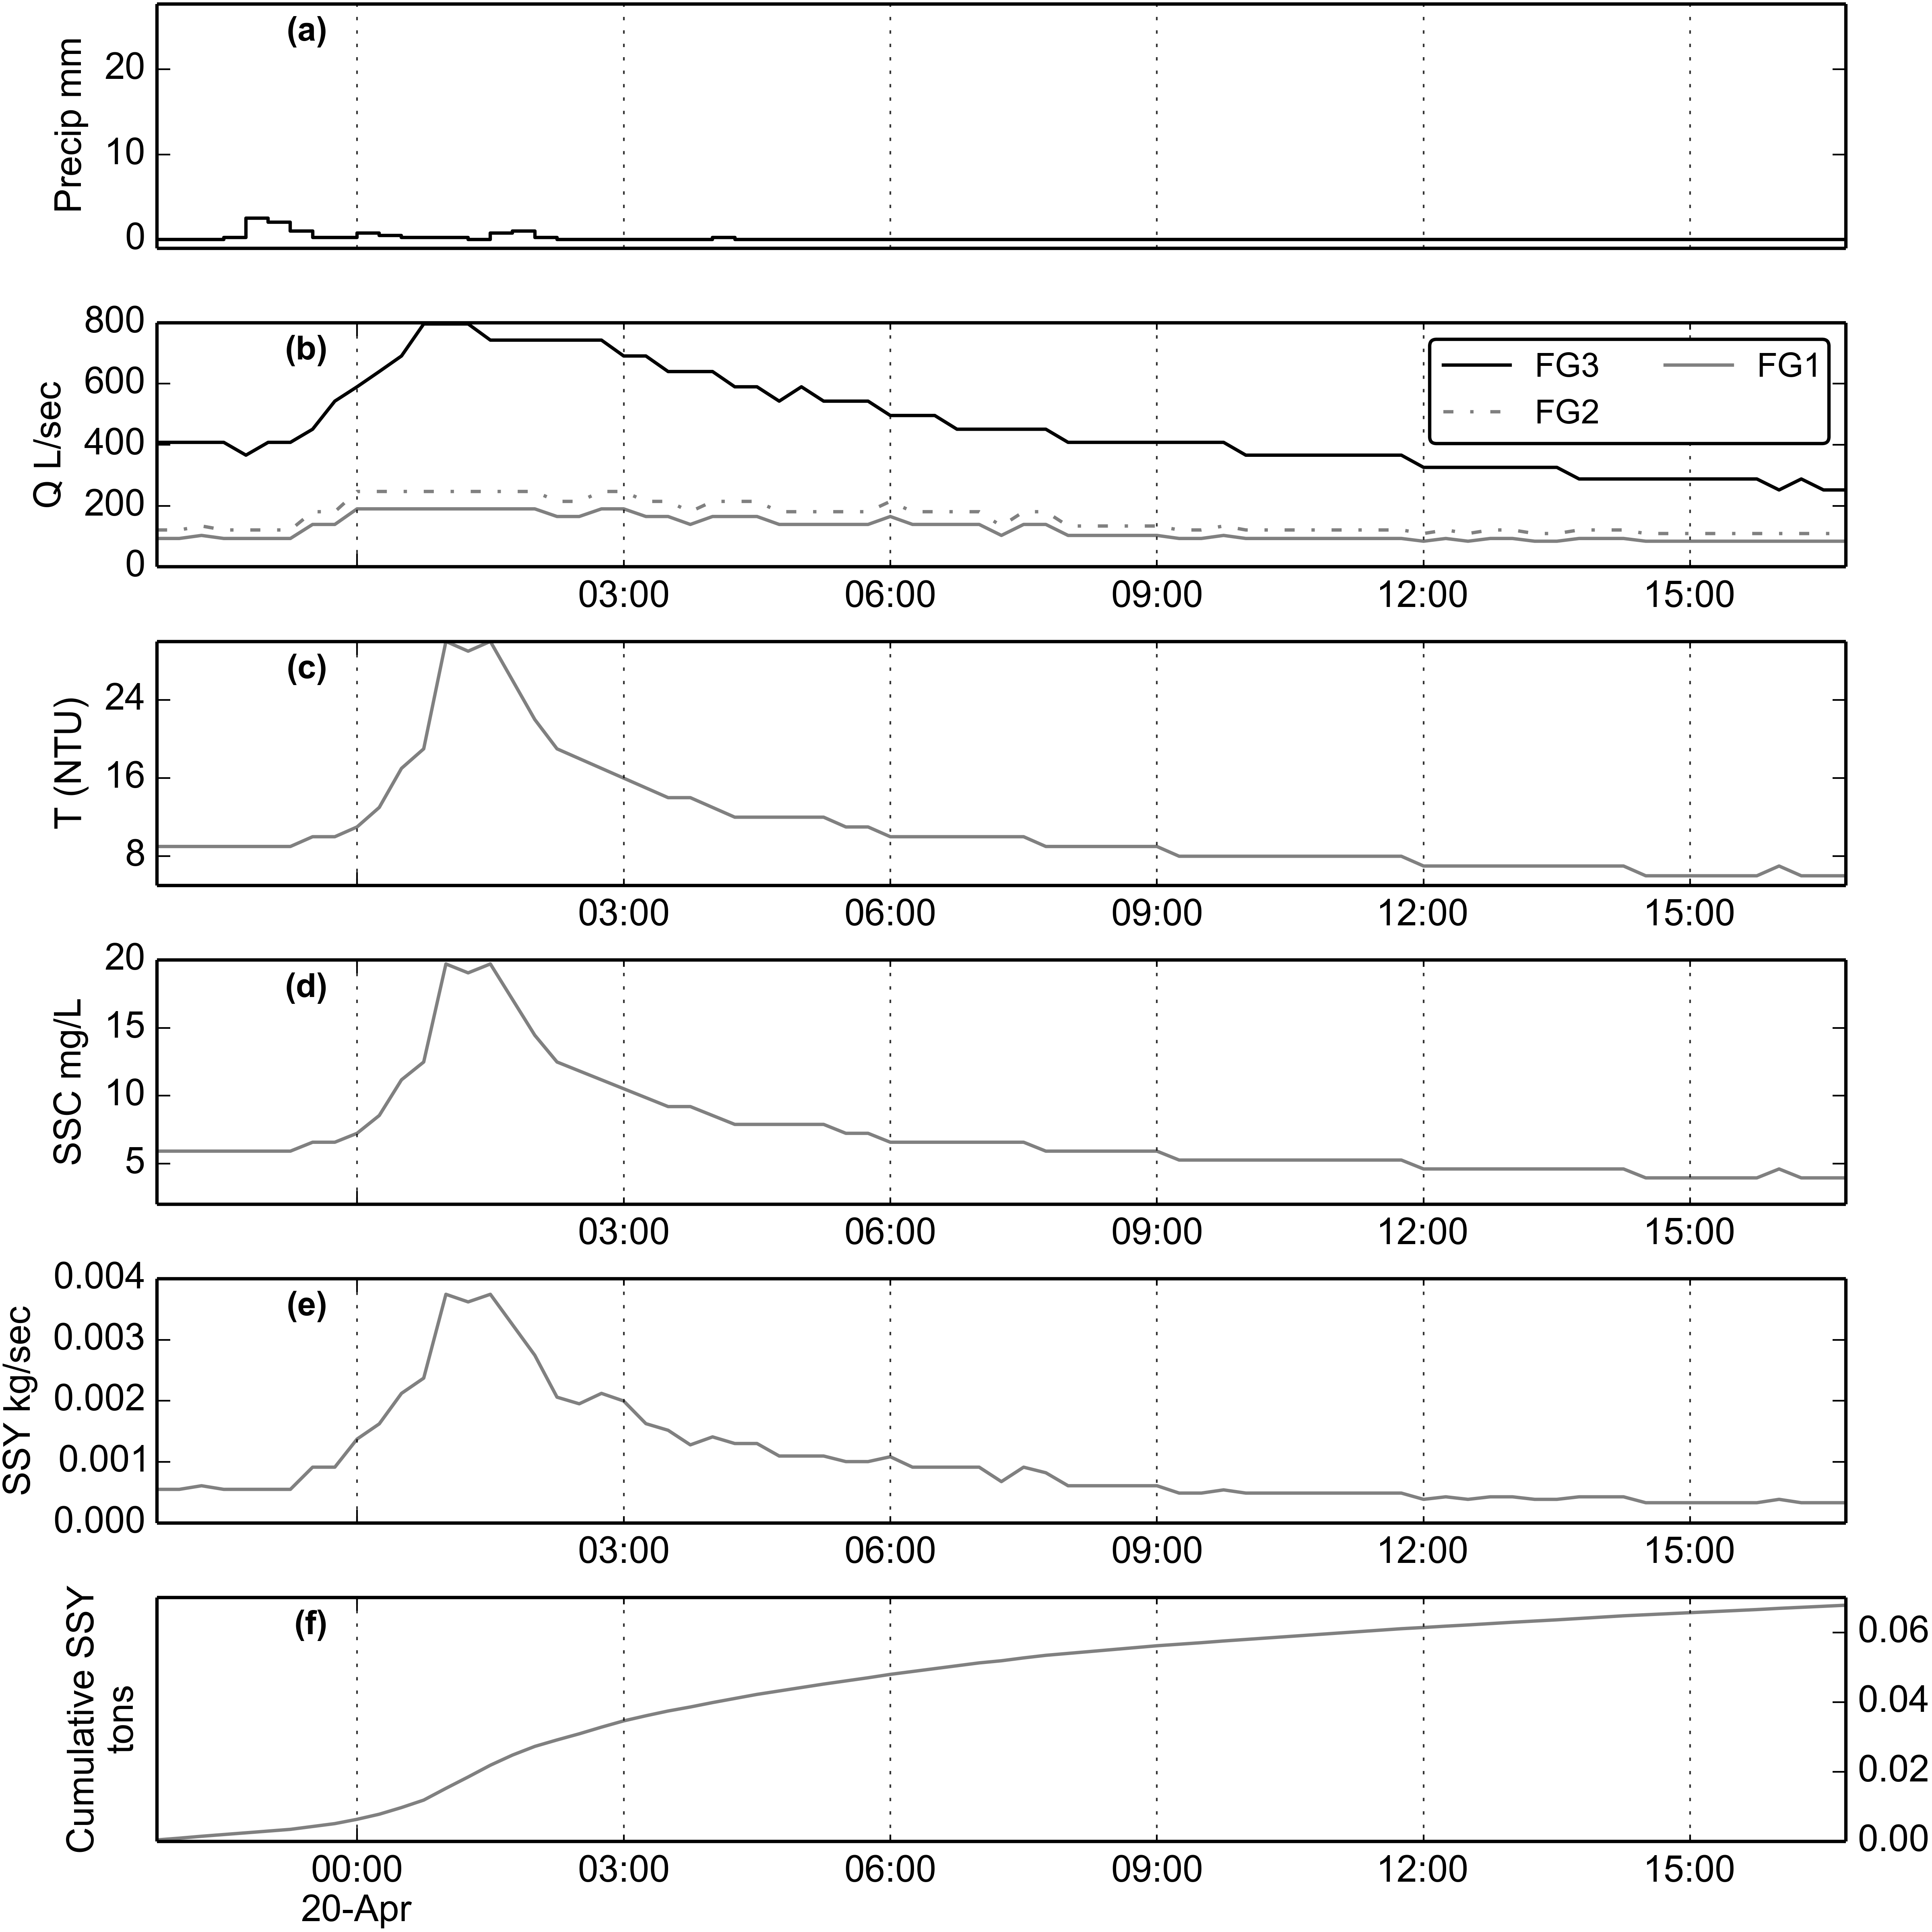 (a)
Precip mm
20
10
0
(b)
Q L/sec
800
600
400
200
0
FG3 FG1
FG2
03:00 06:00 09:00 12:00 15:00
(c)
T (NTU)
24
16
8
03:00 06:00 09:00 12:00 15:00
(d)
SSC mg/L
20
15
10
5
03:00 06:00 09:00 12:00 15:00
(e)
SSY kg/sec
0.004
0.003
0.002
0.001
0.000
03:00 06:00 09:00 12:00 15:00
(f)
Cumulative SSY
tons
0.06
0.04
0.02
0.00
00:00 03:00 06:00 09:00 12:00 15:00
20-Apr